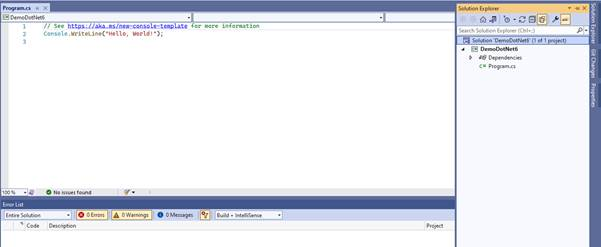 Program.cs
DemoDotNet6
1 // See https://aka.ms/new-console-template for more information
2 Console.WriteLine("Hello, World!");
3
100 %
No issues found
Error List
Entire Solution
0 Errors
0 Warnings
0 Messages
Build + IntelliSense
Code
Description
Project
Solution Explorer
Search Solution Explorer (Ctrl+;)
Solution 'DemoDotNet6' (1 of 1 project)
DemoDotNet6
Dependencies
C# Program.cs
Solution Explorer
Git Changes
Properties